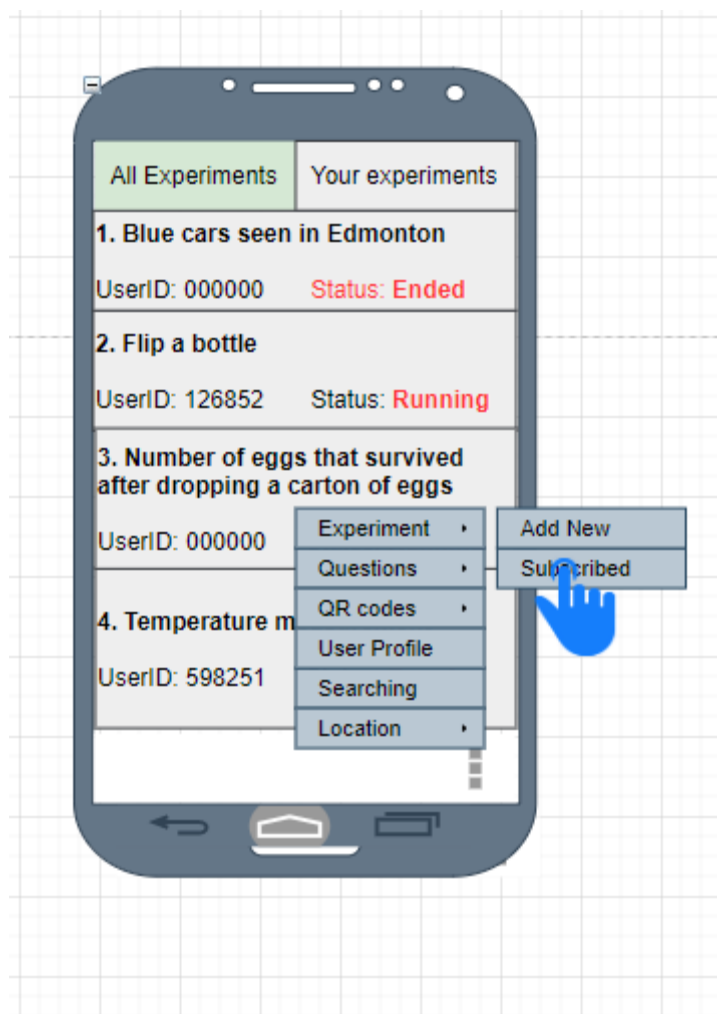 All Experiments
Your experiments
1. Blue cars seen in Edmonton
UserID: 000000
Status: Ended
2. Flip a bottle
UserID: 126852
Status: Running
3. Number of eggs that survived
after dropping a carton of eggs
UserID: 000000
4. Temperature m
UserID: 598251
Experiment
Questions
QR codes
User Profile
Searching
Location
Add New
Subscribed